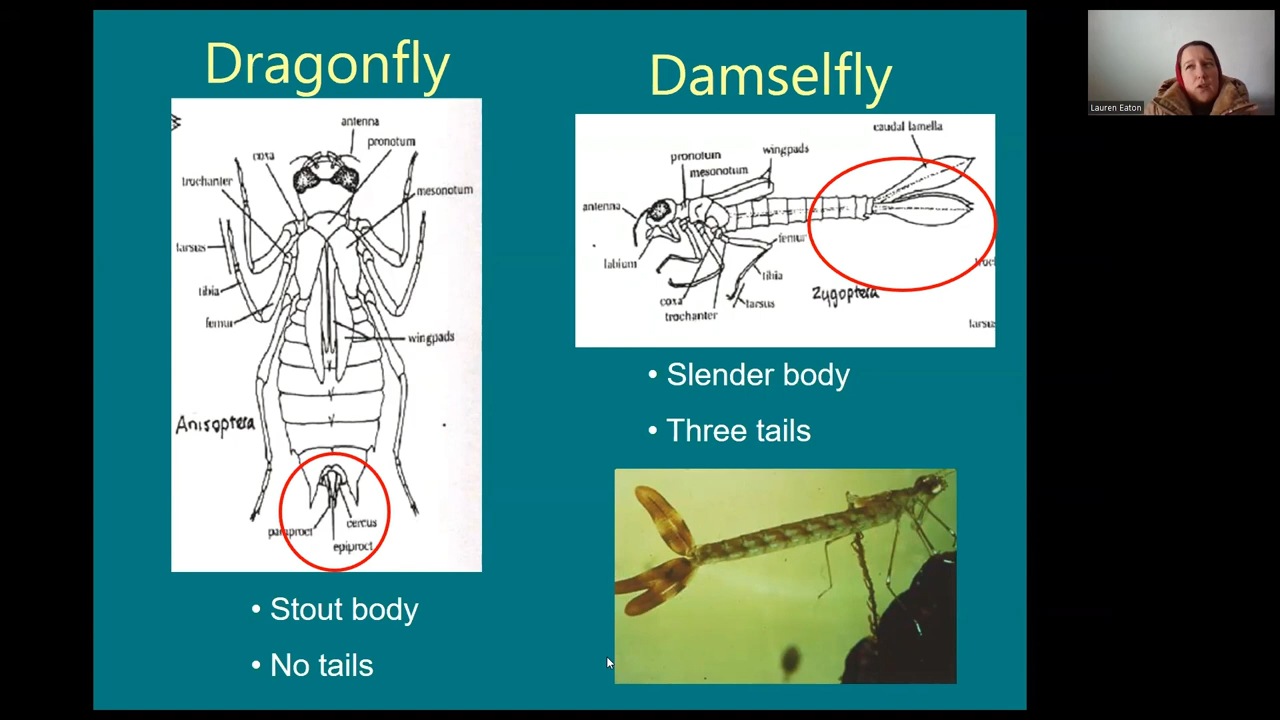 Dragonfly
antenna
pronotum
coxa
trochanter
mesonotum
tarsus
tibia
femur
wingpads
Anisoptera
paraproct
cercus
epiproct
• Stout body
• No tails
Damselfly
caudal lamella
wingpads
pronotum
mesonotum
antenna
labium
femur
tibia
coxa
tarsus
trochanter
Zygoptera
troch
tarsus
• Slender body
• Three tails
Lauren Eaton